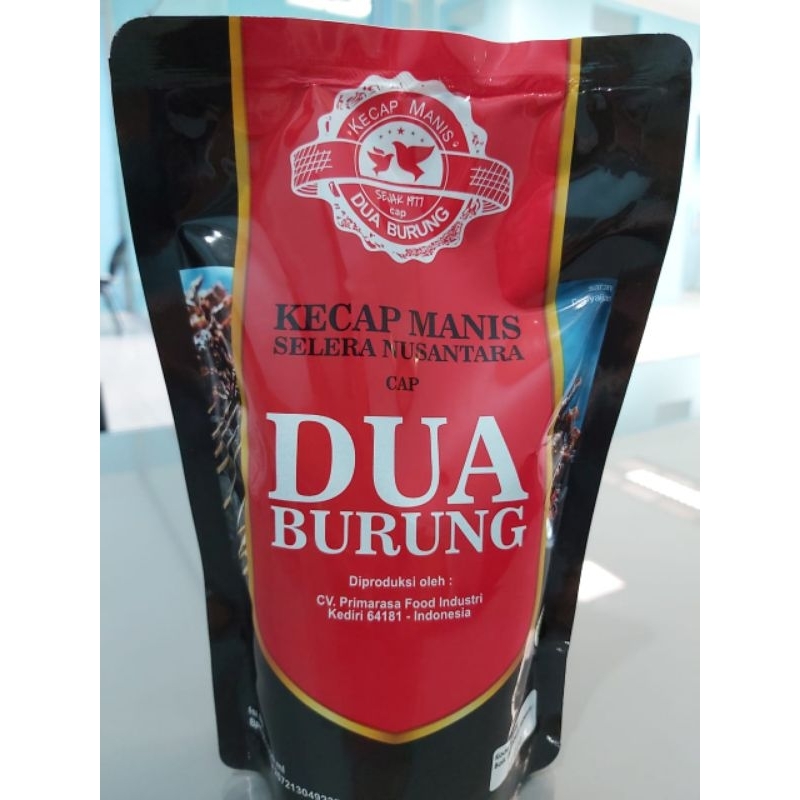 KECAP MANIS
SEJAK 1977
cap
DUA BURUNG
KECAP MANIS
SELERA NUSANTARA
CAP
DUA
BURUNG
Diproduksi oleh :
CV. Primarasa Food Industri
Kediri 64181 - Indonesia